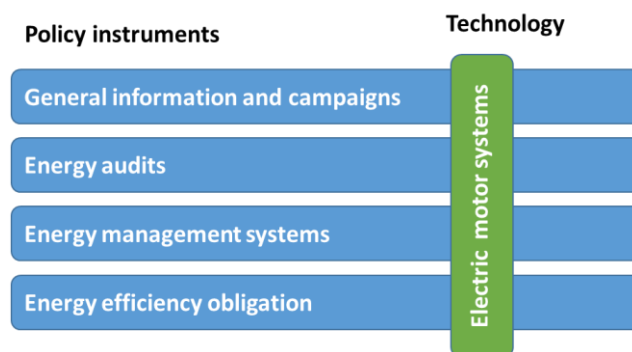 Policy instruments
Technology
General information and campaigns
Energy audits
Energy management systems
Energy efficiency obligation
Electric motor systems